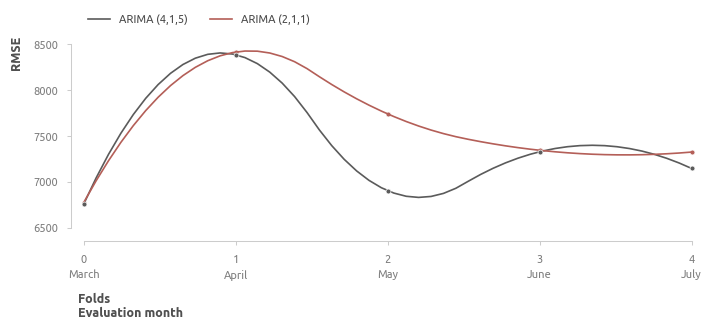 ARIMA (4,1,5) ARIMA (2,1,1)
RMSE
8500
8000
7500
7000
6500
0 1 2 3 4
March April May June July
Folds
Evaluation month